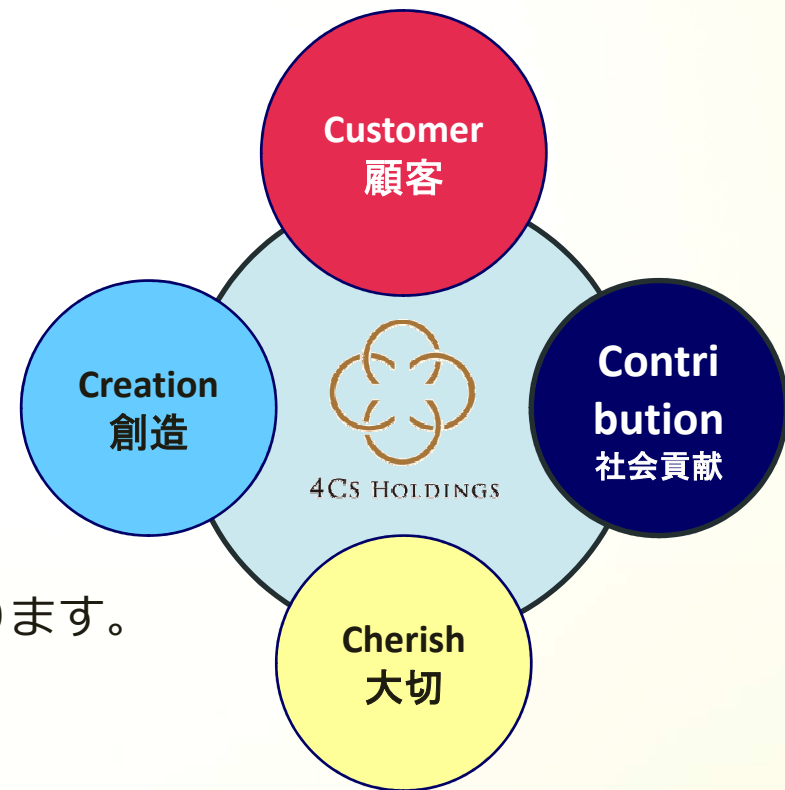 Customer
顧客
Creation
創造
Contri
bution
社会貢献
4Cs HOLDINGS
ます。
Cherish
大切